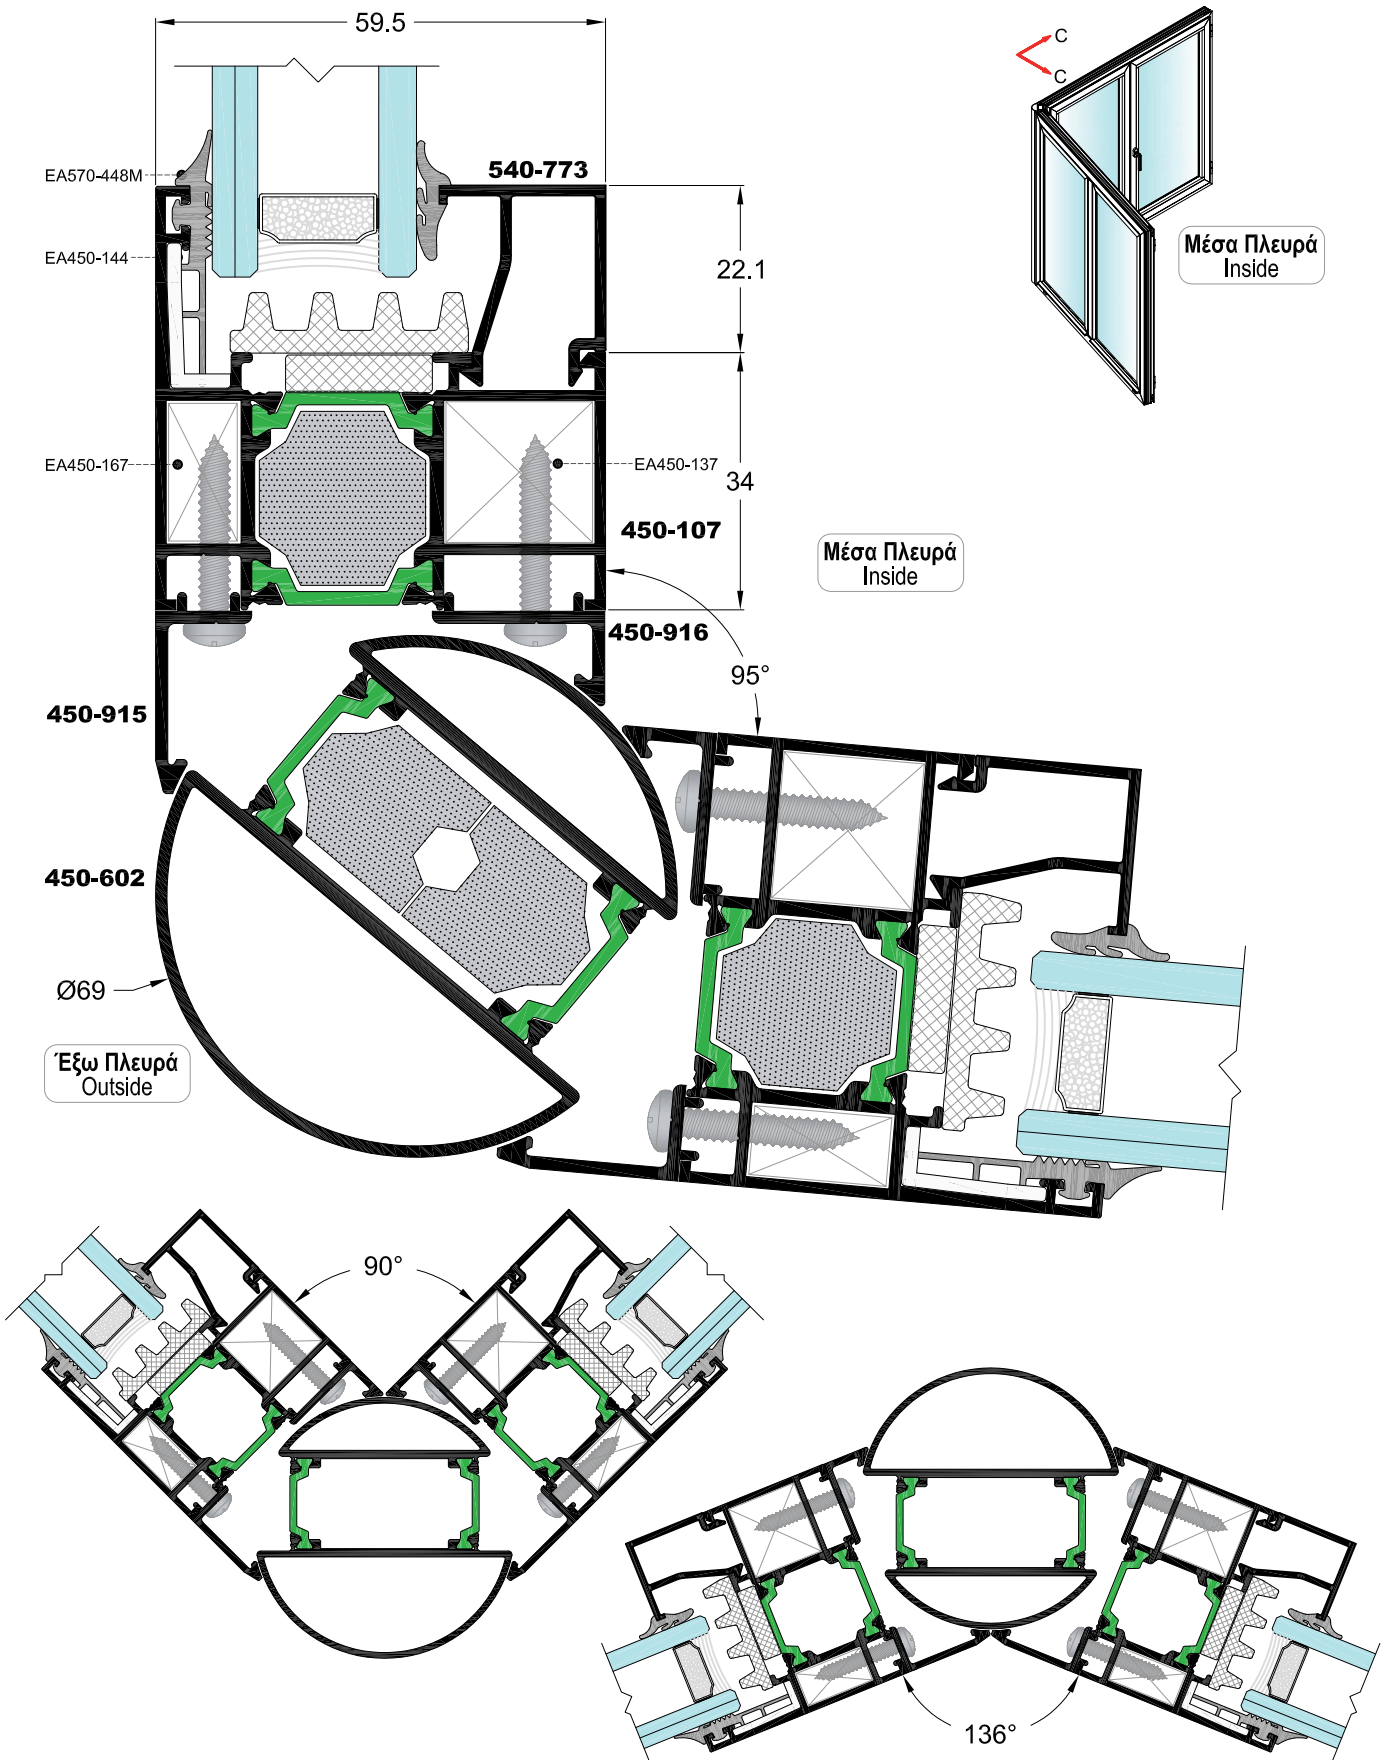 59.5
C
C
EA570-448M
540-773
Μέσα Πλευρά
Inside
EA450-144
22.1
EA450-167
EA450-137
34
450-107
Μέσα Πλευρά
Inside
450-916
95°
450-915
450-602
Ø69
Έξω Πλευρά
Outside
90°
136°